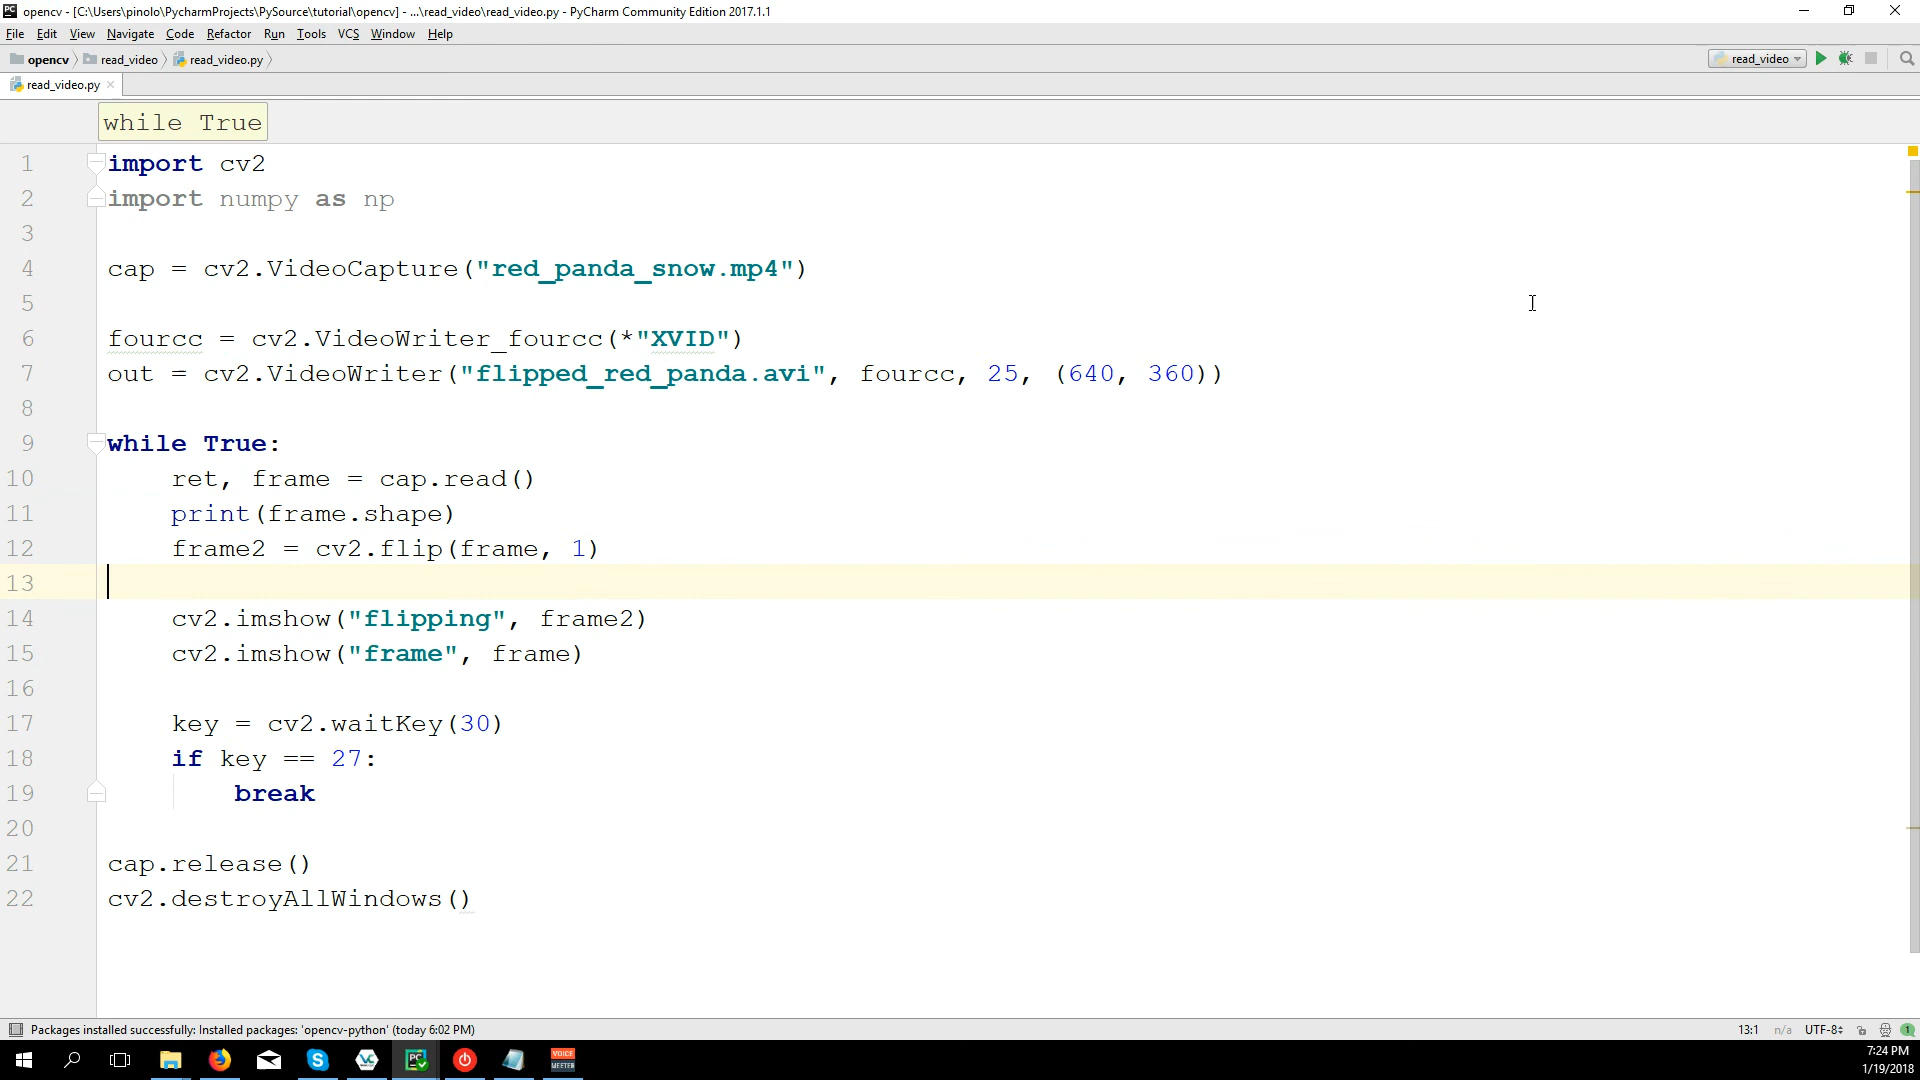 opencv - [C:\Users\pinolo\PycharmProjects\PySource\tutorial\opencv] - ...\read_video\read_video.py - PyCharm Community Edition 2017.1.1
File Edit View Navigate Code Refactor Run Tools VCS Window Help
opencv read_video read_video.py read_video
read_video.py
while True
1 import cv2
2 import numpy as np
3
4 cap = cv2.VideoCapture("red_panda_snow.mp4")
5
6 fourcc = cv2.VideoWriter_fourcc(*"XVID")
7 out = cv2.VideoWriter("flipped_red_panda.avi", fourcc, 25, (640, 360))
8
9 while True:
10 ret, frame = cap.read()
11 print(frame.shape)
12 frame2 = cv2.flip(frame, 1)
13
14 cv2.imshow("flipping", frame2)
15 cv2.imshow("frame", frame)
16
17 key = cv2.waitKey(30)
18 if key == 27:
19 break
20
21 cap.release()
22 cv2.destroyAllWindows()
Packages installed successfully: Installed packages: 'opencv-python' (today 6:02 PM) 13:1 n/a UTF-8 1
PC VOICE MEETER 7:24 PM
1/19/2018